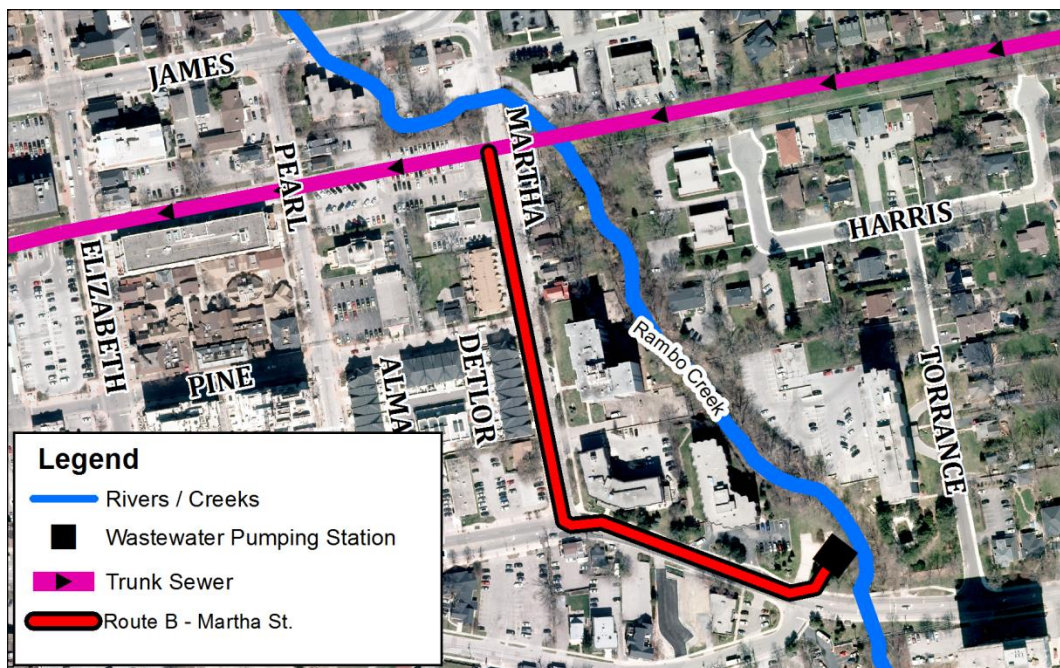 JAMES
PEARL
MARTHA
HARRIS
ELIZABETH
PINE
ALMA
DETLOR
Rambo Creek
TORRANCE
Legend
Rivers / Creeks
Wastewater Pumping Station
Trunk Sewer
Route B - Martha St.